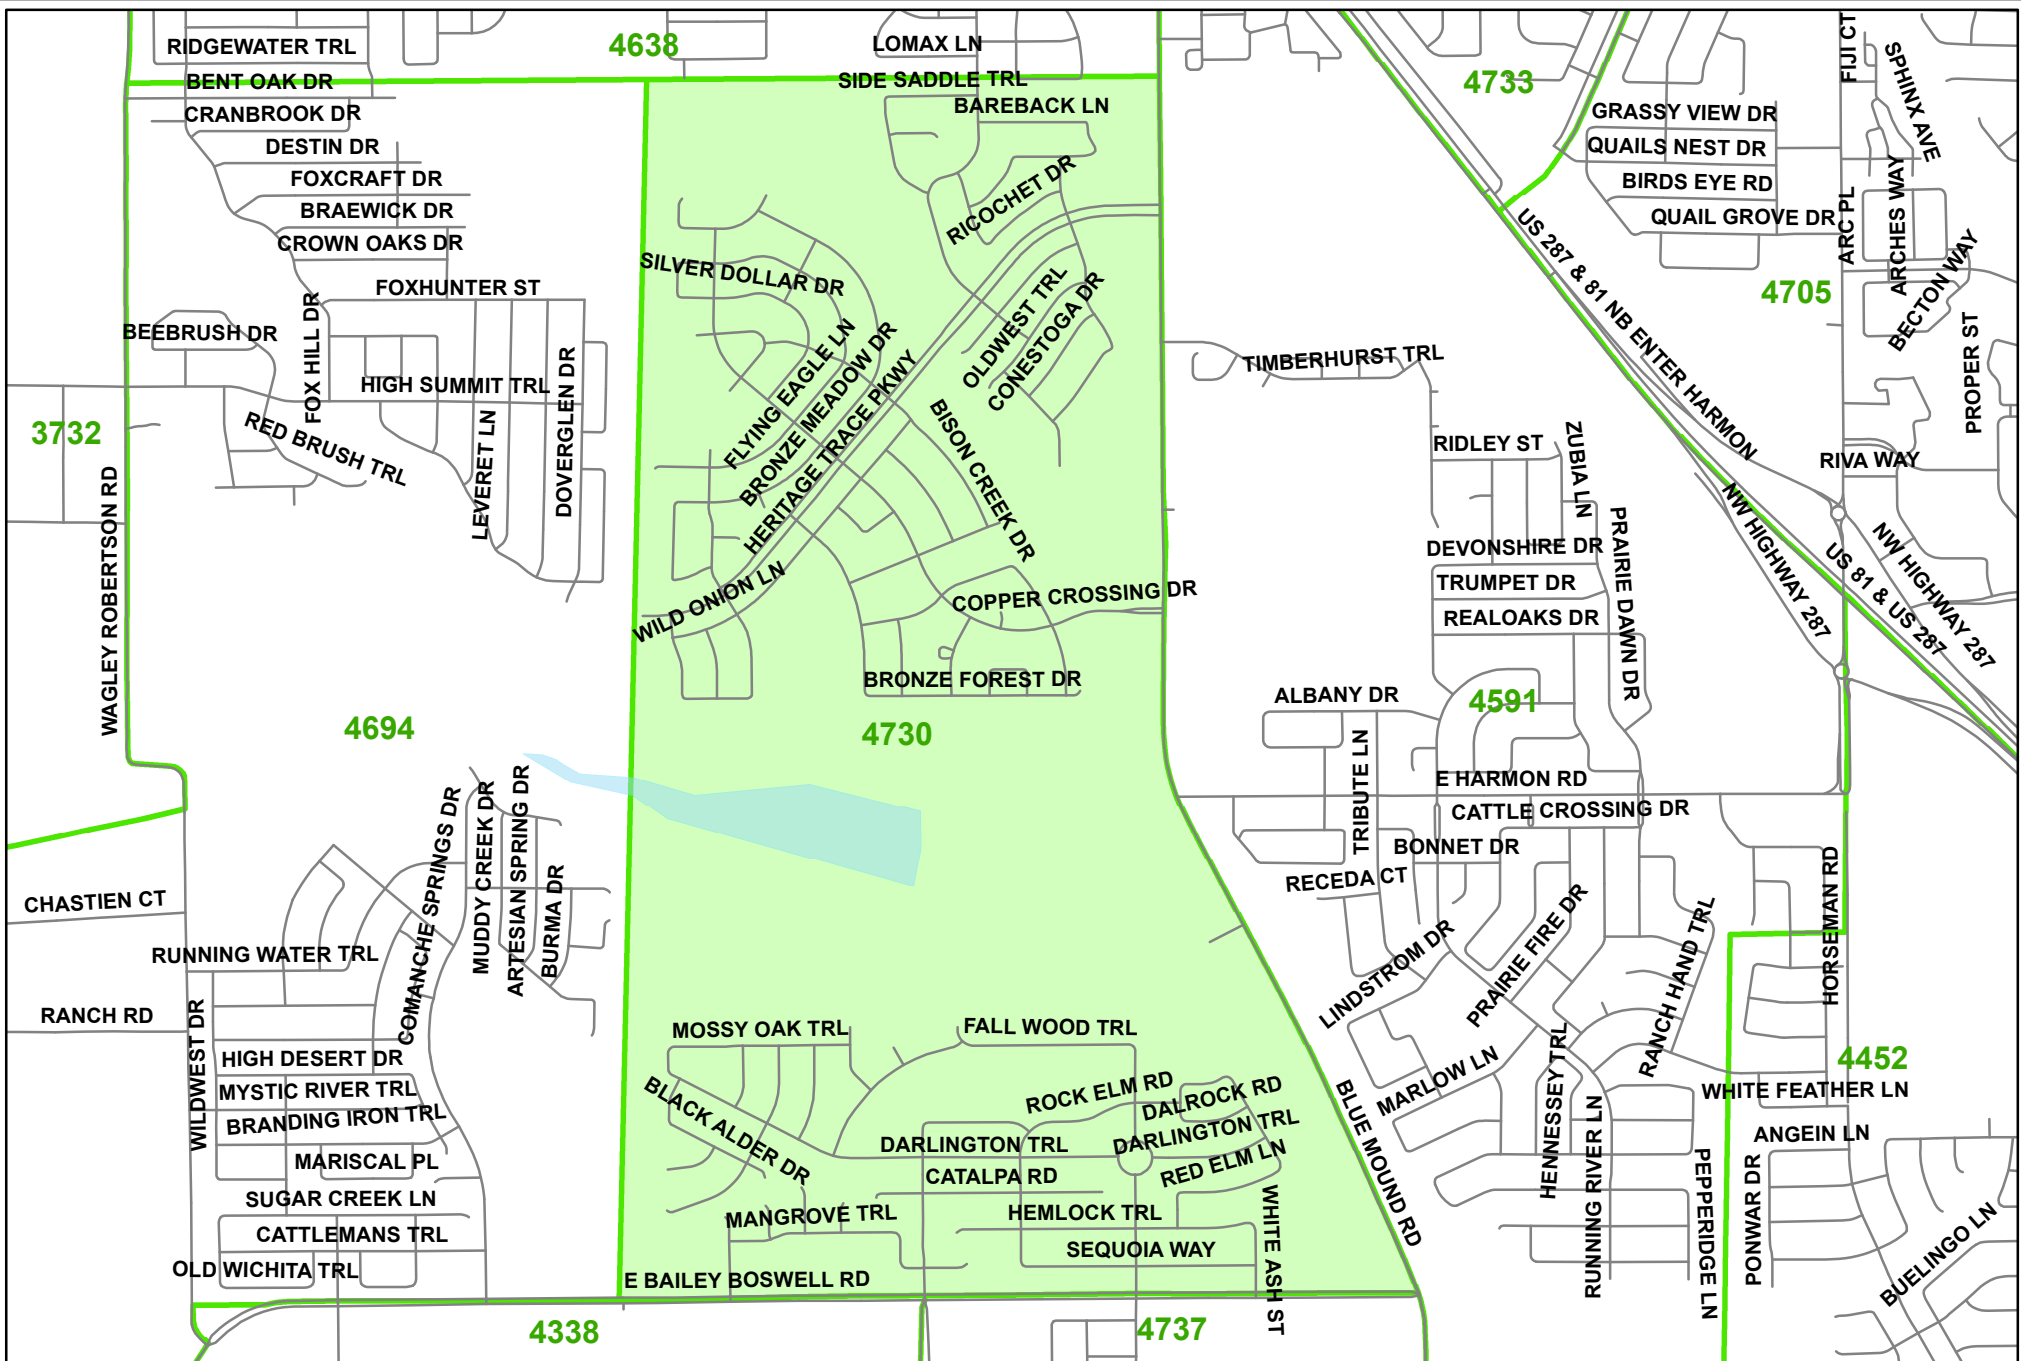 RIDGEWATER TRL
4638
LOMAX LN
FIJI CT
SPHINX AVE
BENT OAK DR
SIDE SADDLE TRL
4733
CRANBROOK DR
BAREBACK LN
GRASSY VIEW DR
DESTIN DR
QUAILS NEST DR
FOXCRAFT DR
RICOCHET DR
BIRDS EYE RD
ARCHES WAY
BRAEWICK DR
QUAIL GROVE DR
ARC PL
CROWN OAKS DR
SILVER DOLLAR DR
US 287 & 81 NB ENTER HARMON
BECTON WAY
FOXHUNTER ST
4705
BEEBRUSH DR
FOX HILL DR
OLDWEST TRL
CONESTOGA DR
PROPER ST
HIGH SUMMIT TRL
DOVERGLEN DR
FLYING EAGLE LN
BRONZE MEADOW DR
HERITAGE TRACE PKWY
TIMBERHURST TRL
3732
RED BRUSH TRL
LEVERET LN
BISON CREEK DR
RIDLEY ST
ZUBIA LN
RIVA WAY
WAGLEY ROBERTSON RD
PRAIRIE DAWN DR
NW HIGHWAY 287
US 81 & US 287
NW HIGHWAY 287
DEVONSHIRE DR
TRUMPET DR
WILD ONION LN
COPPER CROSSING DR
REALOAKS DR
BRONZE FOREST DR
ALBANY DR
4591
4694
4730
TRIBUTE LN
E HARMON RD
CATTLE CROSSING DR
COMANCHE SPRINGS DR
MUDDY CREEK DR
ARTESIAN SPRING DR
BURMA DR
BONNET DR
RECEDA CT
HORSEMAN RD
CHASTIEN CT
RUNNING WATER TRL
LINDSTROM DR
PRAIRIE FIRE DR
RANCH HAND TRL
RANCH RD
WILDWEST DR
MOSSY OAK TRL
FALL WOOD TRL
HIGH DESERT DR
4452
MYSTIC RIVER TRL
BLACK ALDER DR
ROCK ELM RD
DALROCK RD
BLUE MOUND RD
MARLOW LN
HENNESSEY TRL
WHITE FEATHER LN
BRANDING IRON TRL
DARLINGTON TRL
DARLINGTON TRL
ANGEIN LN
MARISCAL PL
CATALPA RD
RED ELM LN
RUNNING RIVER LN
PEPPERIDGE LN
PONWAR DR
SUGAR CREEK LN
MANGROVE TRL
HEMLOCK TRL
WHITE ASH ST
CATTLEMANS TRL
SEQUOIA WAY
BUELINGO LN
OLD WICHITA TRL
E BAILEY BOSWELL RD
4338
4737